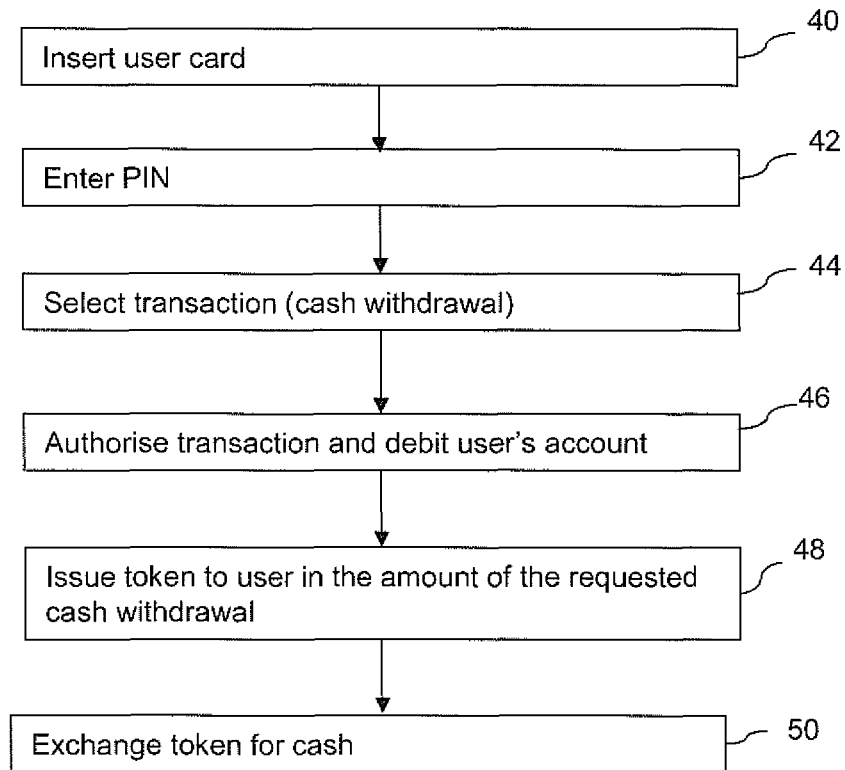 40
Insert user card
42
Enter PIN
44
Select transaction (cash withdrawal)
46
Authorise transaction and debit user's account
48
Issue token to user in the amount of the requested
cash withdrawal
50
Exchange token for cash